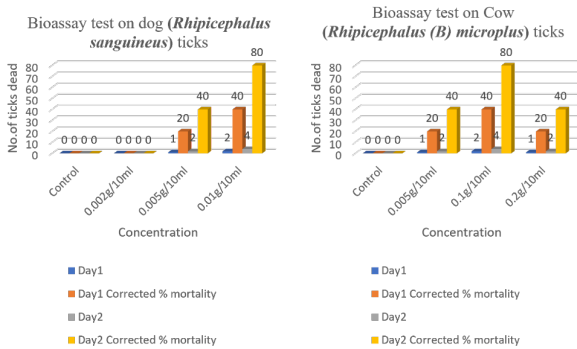 Bioassay test on dog (Rhipicephalus
sanguineus) ticks
No.of ticks dead
80
70
60
50
40
30
20
10
0
0 0 0 0
0 0 0 0
1 20 2 40
2 40 4 80
Control
0.002g/10ml
0.005g/10ml
0.01g/10ml
Concentration
Day1
Day1 Corrected % mortality
Day2
Day2 Corrected % mortality
Bioassay test on Cow
(Rhipicephalus (B) microplus) ticks
No.of ticks dead
80
70
60
50
40
30
20
10
0
0 0 0 0
1 20 2 40
2 40 4 80
1 20 2 40
Control
0.005g/10ml
0.1g/10ml
0.2g/10ml
Concentration
Day1
Day1 Corrected % mortality
Day2
Day2 Corrected % mortality